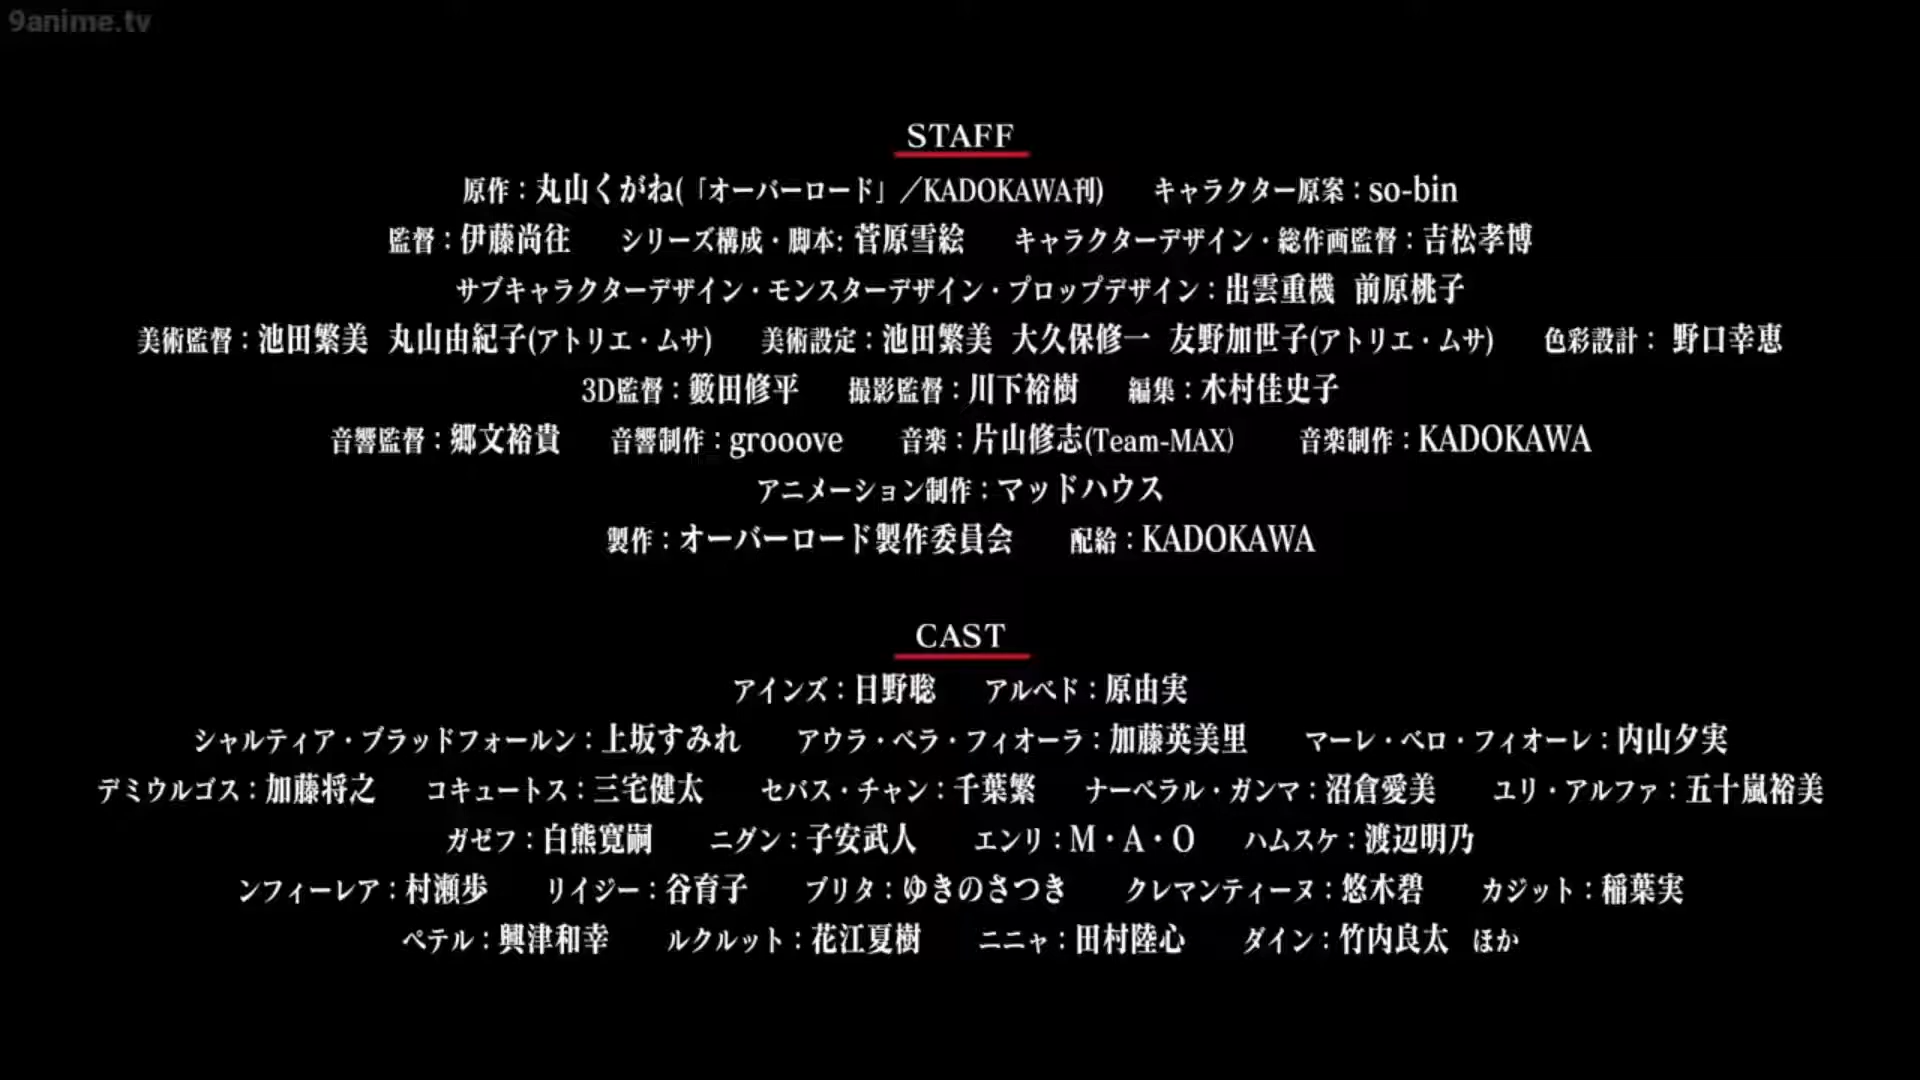 9anime.tv
STAFF
原作：丸山くがね(「オーバーロード」／KADOKAWA刊)　キャラクター原案：so-bin
監督：伊藤尚往　シリーズ構成・脚本: 菅原雪絵　キャラクターデザイン・総作画監督：吉松孝博
サブキャラクターデザイン・モンスターデザイン・プロップデザイン：出雲重機 前原桃子
美術監督：池田繁美 丸山由紀子(アトリエ・ムサ)　美術設定：池田繁美 大久保修一 友野加世子(アトリエ・ムサ)　色彩設計：野口幸恵
3D監督：籔田修平　撮影監督：川下裕樹　編集：木村佳史子
音響監督：郷文裕貴　音響制作：grooove　音楽：片山修志(Team-MAX)　音楽制作：KADOKAWA
アニメーション制作：マッドハウス
製作：オーバーロード製作委員会　配給：KADOKAWA
CAST
アインズ：日野聡　アルベド：原由実
シャルティア・ブラッドフォールン：上坂すみれ　アウラ・ベラ・フィオーラ：加藤英美里　マーレ・ベロ・フィオーレ：内山夕実
デミウルゴス：加藤将之　コキュートス：三宅健太　セバス・チャン：千葉繁　ナーベラル・ガンマ：沼倉愛美　ユリ・アルファ：五十嵐裕美
ガゼフ：白熊寛嗣　ニグン：子安武人　エンリ：M・A・O　ハムスケ：渡辺明乃
ンフィーレア：村瀬歩　リイジー：谷育子　ブリタ：ゆきのさつき　クレマンティーヌ：悠木碧　カジット：稲葉実
ペテル：興津和幸　ルクルット：花江夏樹　ニニャ：田村睦心　ダイン：竹内良太　ほか